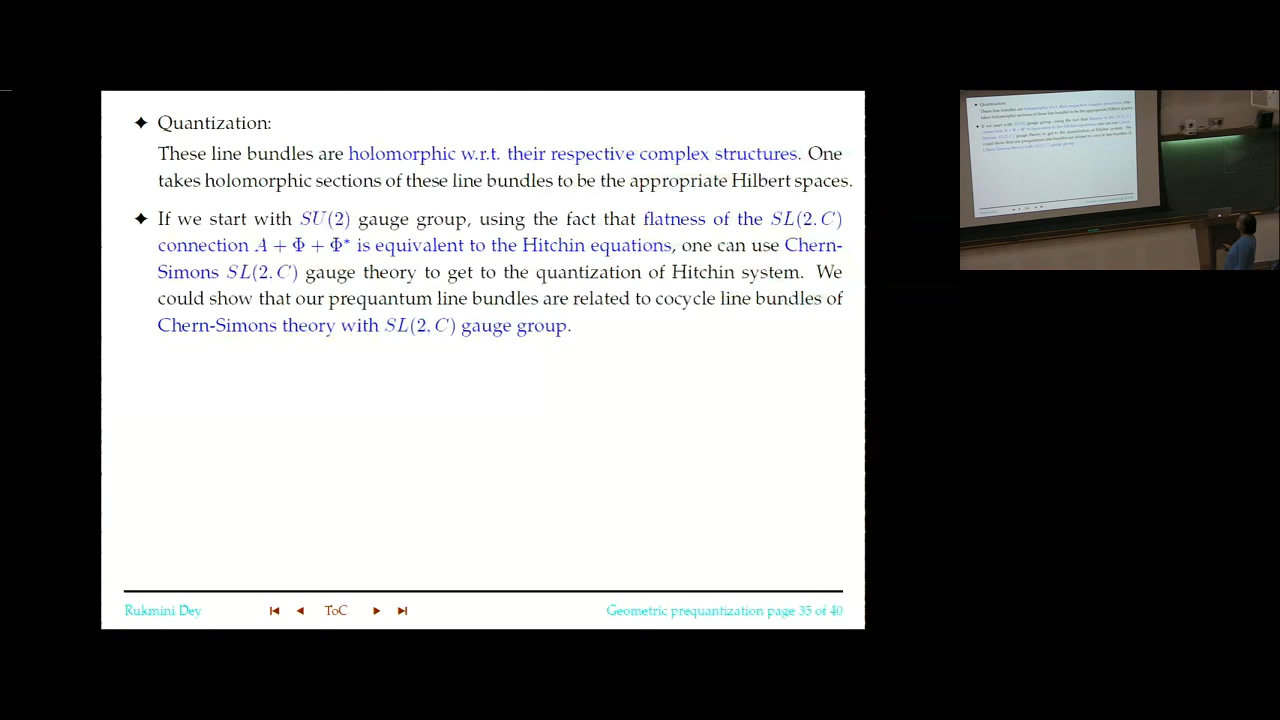 ✦ Quantization:
These line bundles are holomorphic w.r.t. their respective complex structures. One
takes holomorphic sections of these line bundles to be the appropriate Hilbert spaces.
✦ If we start with SU(2) gauge group, using the fact that flatness of the SL(2, C)
connection A + Φ + Φ* is equivalent to the Hitchin equations, one can use Chern-
Simons SL(2, C) gauge theory to get to the quantization of Hitchin system. We
could show that our prequantum line bundles are related to cocycle line bundles of
Chern-Simons theory with SL(2, C) gauge group.
Rukmini Dey ToC Geometric prequantization page 35 of 40